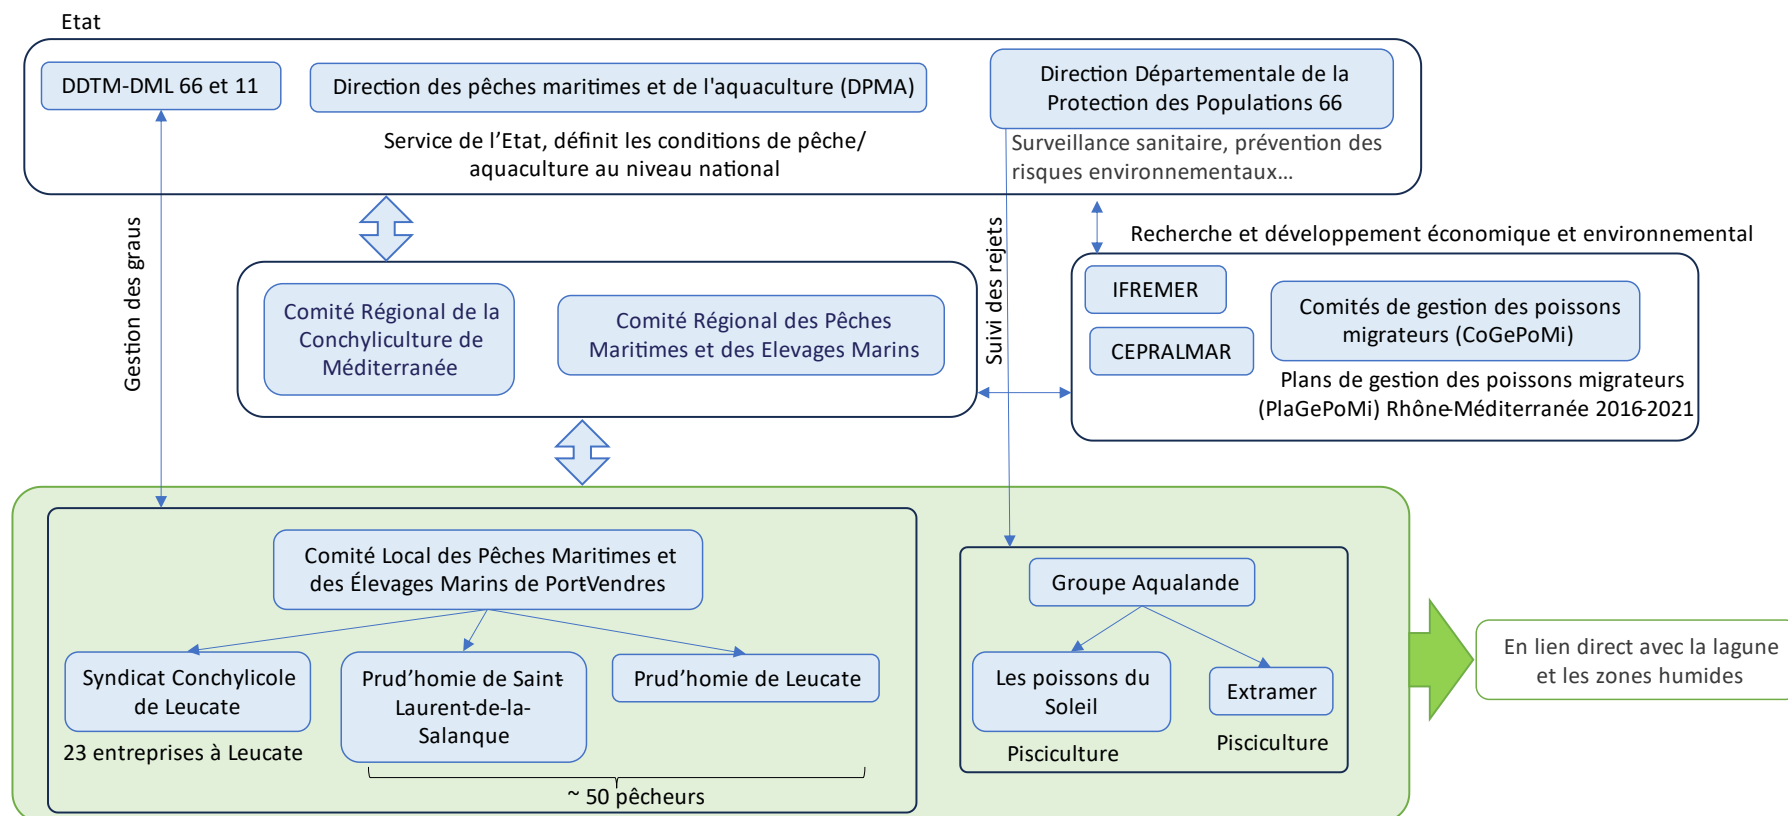 Etat
DDTM-DML 66 et 11
Direction des pêches maritimes et de l'aquaculture (DPMA)
Direction Départementale de la
Protection des Populations 66
Service de l'Etat, définit les conditions de pêche/
aquaculture au niveau national
Surveillance sanitaire, prévention des
risques environnementaux...
Gestion des graus
Suivi des rejets
Recherche et développement économique et environnemental
Comité Régional de la
Conchyliculture de
Méditerranée
Comité Régional des Pêches
Maritimes et des Elevages Marins
IFREMER
CEPRALMAR
Comités de gestion des poissons
migrateurs (CoGePoMi)
Plans de gestion des poissons migrateurs
(PlaGePoMi) Rhône-Méditerranée 2016-2021
Comité Local des Pêches Maritimes et
des Élevages Marins de Port-Vendres
Syndicat Conchylicole
de Leucate
23 entreprises à Leucate
Prud'homie de Saint-
Laurent-de-la-
Salanque
Prud'homie de Leucate
~ 50 pêcheurs
Groupe Aqualande
Les poissons du
Soleil
Pisciculture
Extramer
Pisciculture
En lien direct avec la lagune
et les zones humides